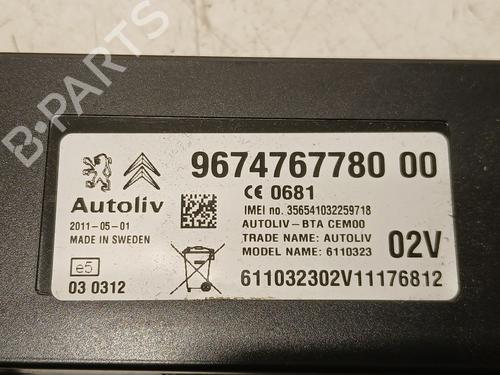 B-PARTS
9674767780 00
CE 0681
Autoliv
IMEI no. 356541032259718
2011-05-01
AUTOLIV-BTA CEM00
MADE IN SWEDEN
TRADE NAME: AUTOLIV
02V
MODEL NAME: 6110323
e5
03 0312
611032302V11176812